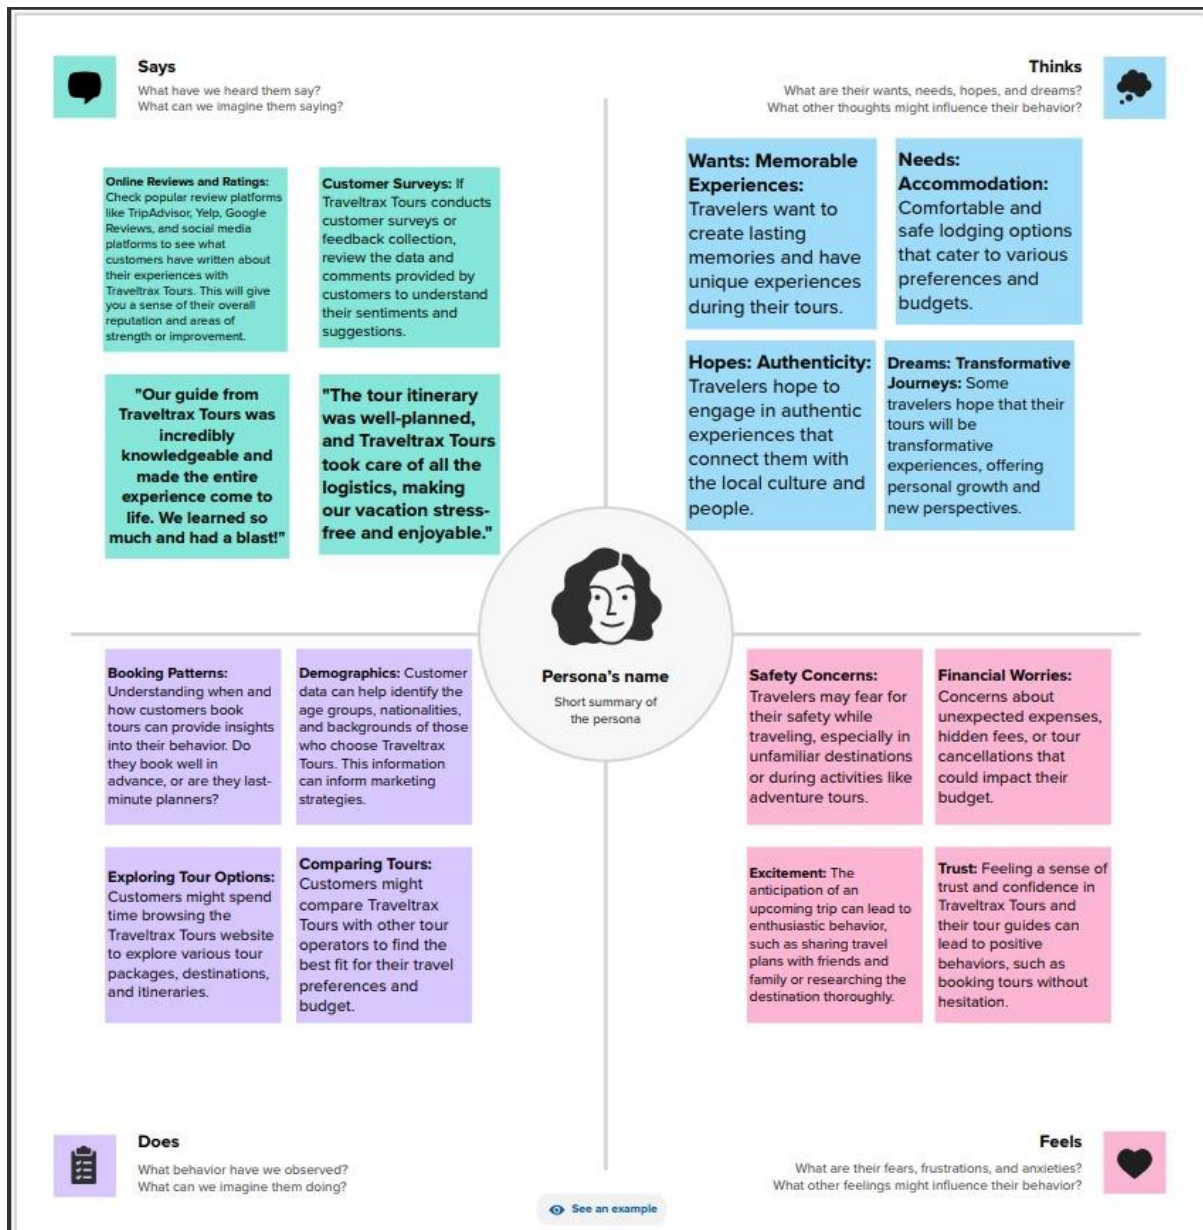 Says
What have we heard them say?
What can we imagine them saying?
Thinks
What are their wants, needs, hopes, and dreams?
What other thoughts might influence their behavior?
Online Reviews and Ratings:
Check popular review platforms
like TripAdvisor, Yelp, Google
Reviews, and social media
platforms to see what
customers have written about
their experiences with
Traveltrax Tours. This will give
you a sense of their overall
reputation and areas of
strength or improvement.
Customer Surveys: If
Traveltrax Tours conducts
customer surveys or
feedback collection,
review the data and
comments provided by
customers to understand
their sentiments and
suggestions.
"Our guide from
Traveltrax Tours was
incredibly
knowledgeable and
made the entire
experience come to
life. We learned so
much and had a blast!"
"The tour itinerary
was well-planned,
and Traveltrax Tours
took care of all the
logistics, making
our vacation stress-
free and enjoyable."
Wants: Memorable
Experiences:
Travelers want to
create lasting
memories and have
unique experiences
during their tours.
Needs:
Accommodation:
Comfortable and
safe lodging options
that cater to various
preferences and
budgets.
Hopes: Authenticity:
Travelers hope to
engage in authentic
experiences that
connect them with
the local culture and
people.
Dreams: Transformative
Journeys: Some
travelers hope that their
tours will be
transformative
experiences, offering
personal growth and
new perspectives.
Persona's name
Short summary of
the persona
Booking Patterns:
Understanding when and
how customers book
tours can provide insights
into their behavior. Do
they book well in
advance, or are they last-
minute planners?
Demographics: Customer
data can help identify the
age groups, nationalities,
and backgrounds of those
who choose Traveltrax
Tours. This information
can inform marketing
strategies.
Exploring Tour Options:
Customers might spend
time browsing the
Traveltrax Tours website
to explore various tour
packages, destinations,
and itineraries.
Comparing Tours:
Customers might
compare Traveltrax
Tours with other tour
operators to find the
best fit for their travel
preferences and
budget.
Safety Concerns:
Travelers may fear for
their safety while
traveling, especially in
unfamiliar destinations
or during activities like
adventure tours.
Financial Worries:
Concerns about
unexpected expenses,
hidden fees, or tour
cancellations that
could impact their
budget.
Excitement: The
anticipation of an
upcoming trip can lead to
enthusiastic behavior,
such as sharing travel
plans with friends and
family or researching the
destination thoroughly.
Trust: Feeling a sense of
trust and confidence in
Traveltrax Tours and
their tour guides can
lead to positive
behaviors, such as
booking tours without
hesitation.
Does
What behavior have we observed?
What can we imagine them doing?
Feels
What are their fears, frustrations, and anxieties?
What other feelings might influence their behavior?
See an example